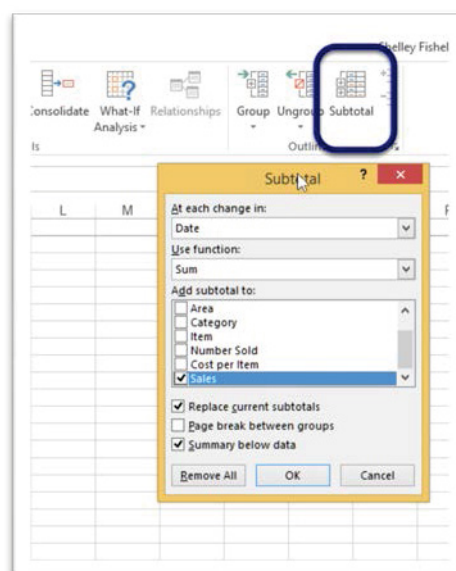 Shelley Fishel
Consolidate What-If Relationships Group Ungroup Subtotal
Analysis
ls Outline
Subtotal ?
L M
At each change in:
Date
Use function:
Sum
Add subtotal to:
Area
Category
Item
Number Sold
Cost per Item
Sales
Replace current subtotals
Page break between groups
Summary below data
Remove All OK Cancel